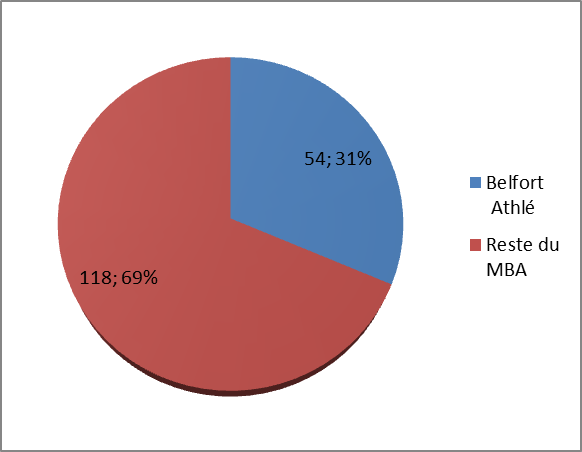 54; 31%
118; 69%
Belfort
Athlé
Reste du
MBA